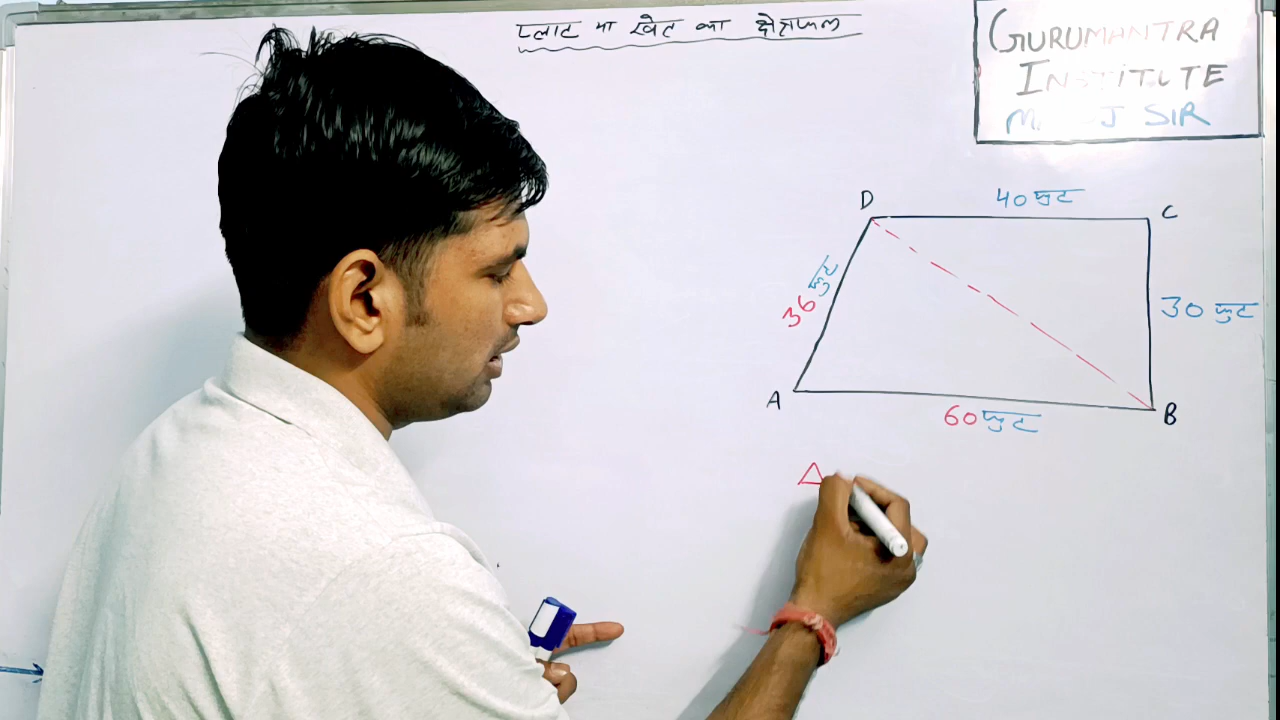 प्लाट या खेत का क्षेत्रफल
GURUMANTRA
INSTITUTE
SIR
D
40 फुट
C
36 फुट
30 फुट
A
60 फुट
B
Δ